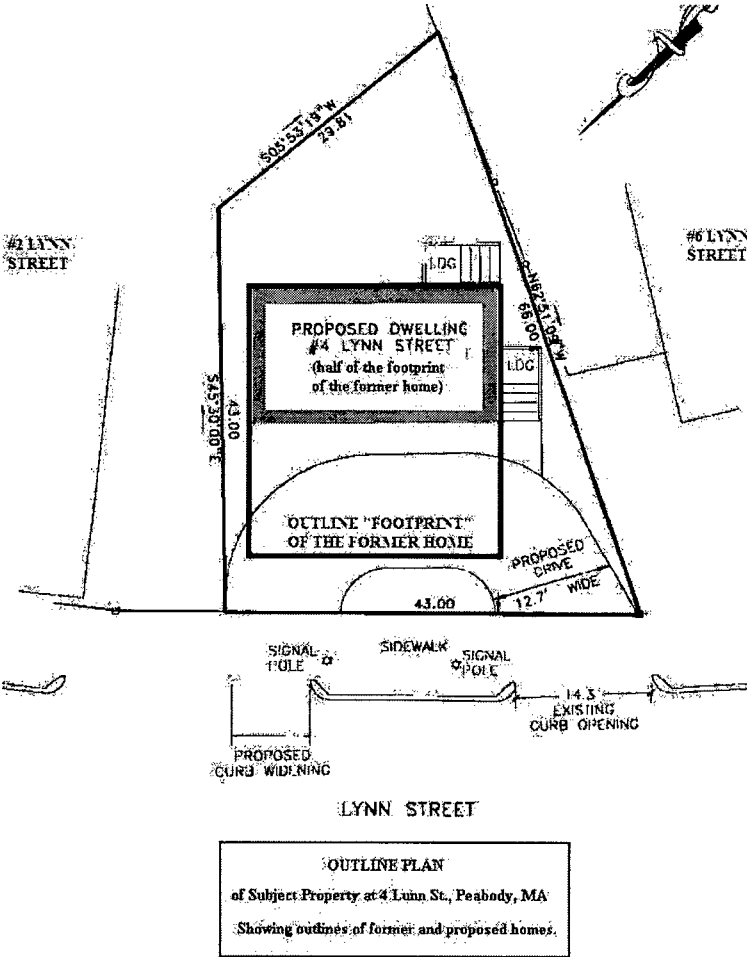 S05°53'19"W
29.81
#2 LYNN
STREET
#6 LYNN
STREET
LDG
N62°51'09"W
66.00
PROPOSED DWELLING
#4 LYNN STREET
(half of the footprint
of the former home)
LDG
S45°30'00"E
43.00
OUTLINE "FOOTPRINT"
OF THE FORMER HOME
PROPOSED
DRIVE
12.7' WIDE
43.00
SIGNAL
POLE
SIDEWALK
SIGNAL
POLE
14.3'
EXISTING
CURB OPENING
PROPOSED
CURB WIDENING
LYNN STREET
OUTLINE PLAN
of Subject Property at 4 Lunn St., Peabody, MA
Showing outlines of former and proposed homes.